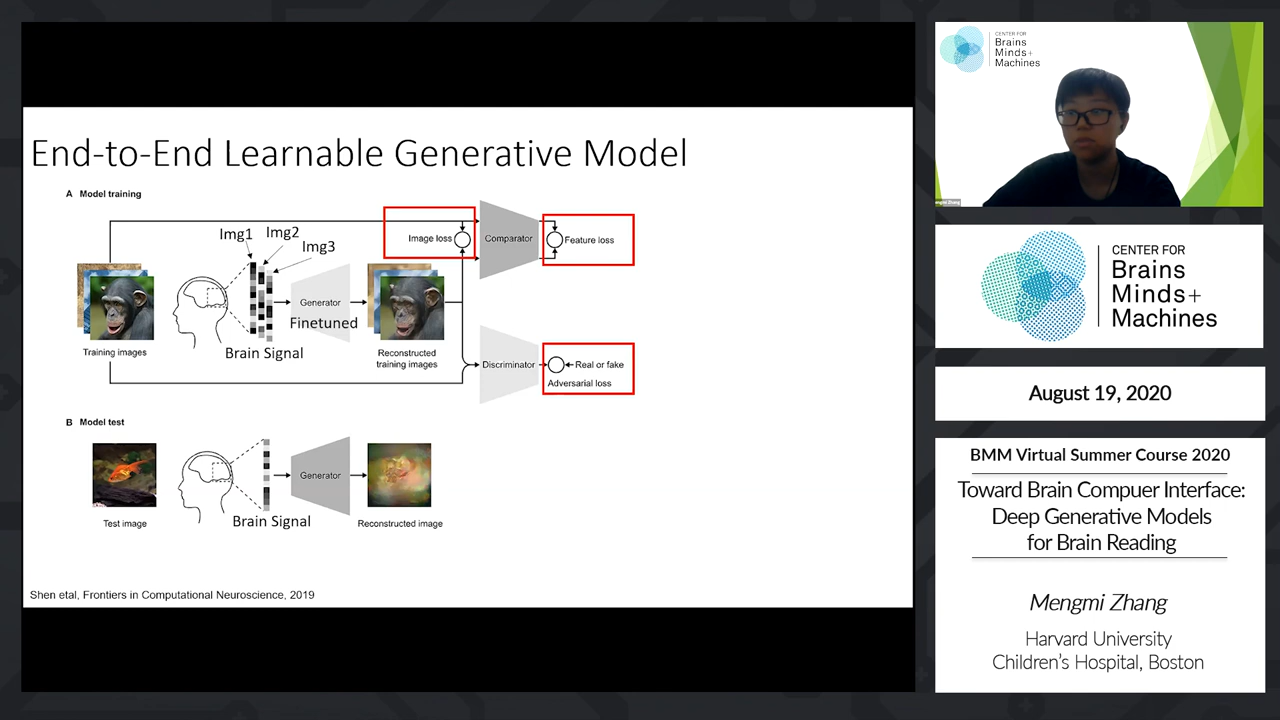 End-to-End Learnable Generative Model
A Model training
Img1
Img2
Img3
Image loss
Comparator
Feature loss
Generator
Finetuned
Training images
Brain Signal
Reconstructed
training images
Discriminator
Real or fake
Adversarial loss
B Model test
Generator
Test image
Brain Signal
Reconstructed image
Shen etal, Frontiers in Computational Neuroscience, 2019
CENTER FOR
Brains
Minds+
Machines
CENTER FOR
Brains
Minds+
Machines
August 19, 2020
BMM Virtual Summer Course 2020
Toward Brain Compuer Interface:
Deep Generative Models
for Brain Reading
Mengmi Zhang
Harvard University
Children's Hospital, Boston